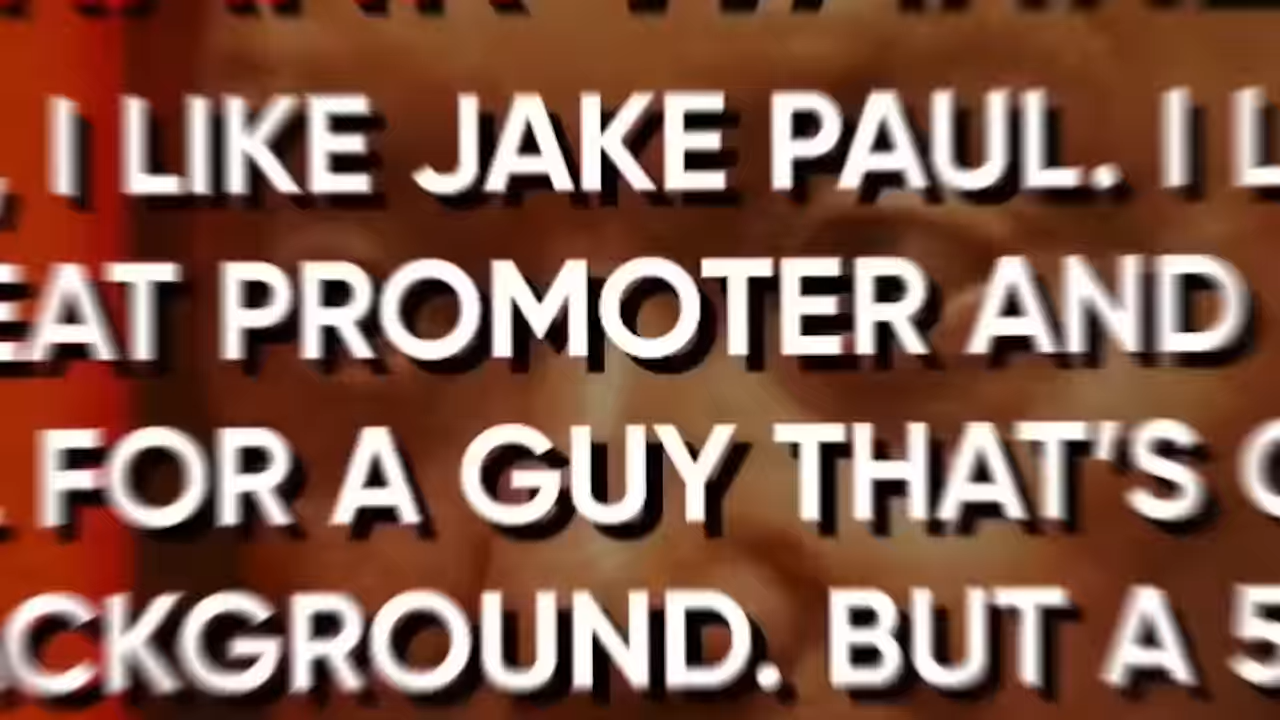 , I LIKE JAKE PAUL. I L
EAT PROMOTER AND
FOR A GUY THAT'S
CKGROUND. BUT A 5